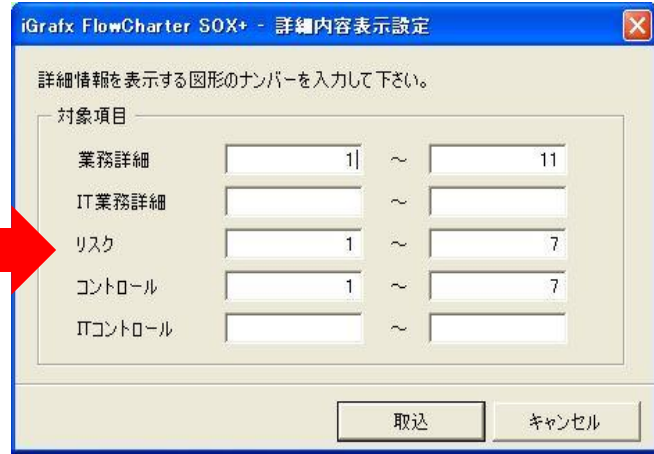 iGrafx FlowCharter SOX+ - 詳細内容表示設定
詳細情報を表示する図形のナンバーを入力して下さい。
対象項目
業務詳細 1 ～ 11
IT業務詳細 ～
リスク 1 ～ 7
コントロール 1 ～ 7
ITコントロール ～
取込 キャンセル